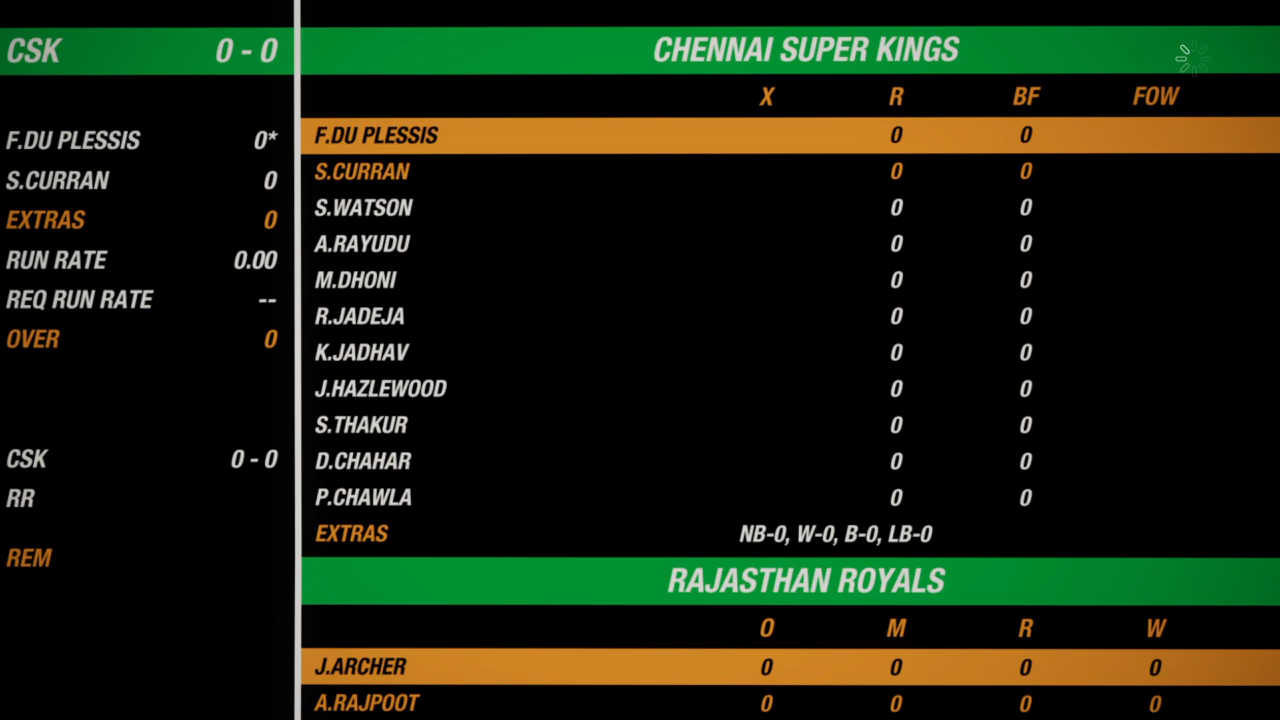 CSK 0 - 0
F.DU PLESSIS 0*
S.CURRAN 0
EXTRAS 0
RUN RATE 0.00
REQ RUN RATE --
OVER 0
CSK 0 - 0
RR
REM
CHENNAI SUPER KINGS
X R BF FOW
F.DU PLESSIS 0 0
S.CURRAN 0 0
S.WATSON 0 0
A.RAYUDU 0 0
M.DHONI 0 0
R.JADEJA 0 0
K.JADHAV 0 0
J.HAZLEWOOD 0 0
S.THAKUR 0 0
D.CHAHAR 0 0
P.CHAWLA 0 0
EXTRAS NB-0, W-0, B-0, LB-0
RAJASTHAN ROYALS
O M R W
J.ARCHER 0 0 0 0
A.RAJPOOT 0 0 0 0